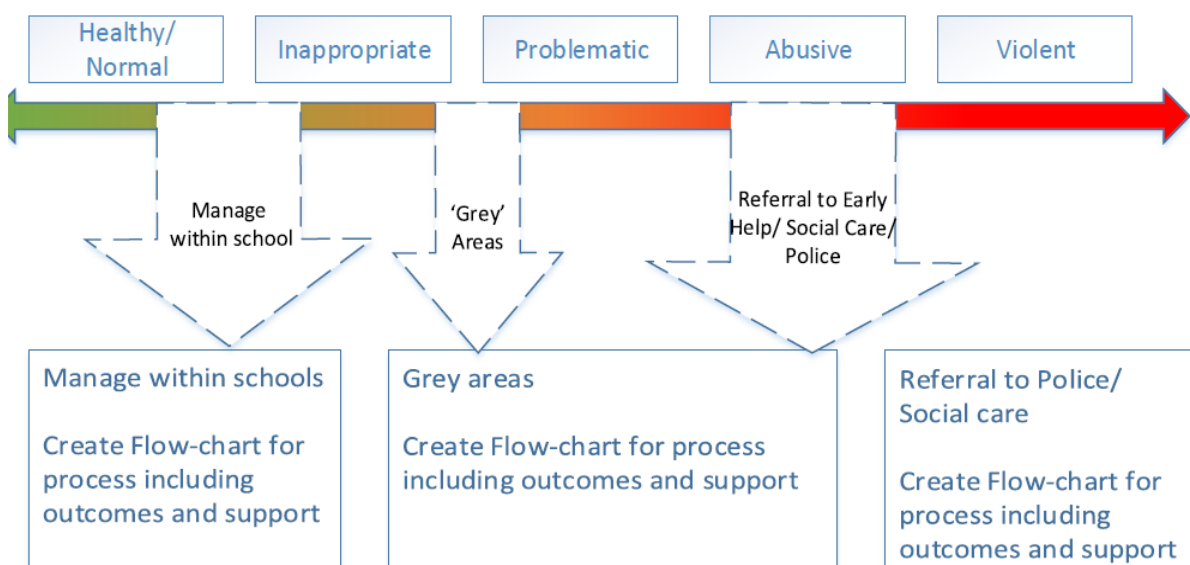 Healthy/
Normal
Inappropriate
Problematic
Abusive
Violent
Manage
within school
‘Grey’
Areas
Referral to Early
Help/ Social Care/
Police
Manage within schools
Create Flow-chart for
process including
outcomes and support
Grey areas
Create Flow-chart for process
including outcomes and support
Referral to Police/
Social care
Create Flow-chart for
process including
outcomes and support